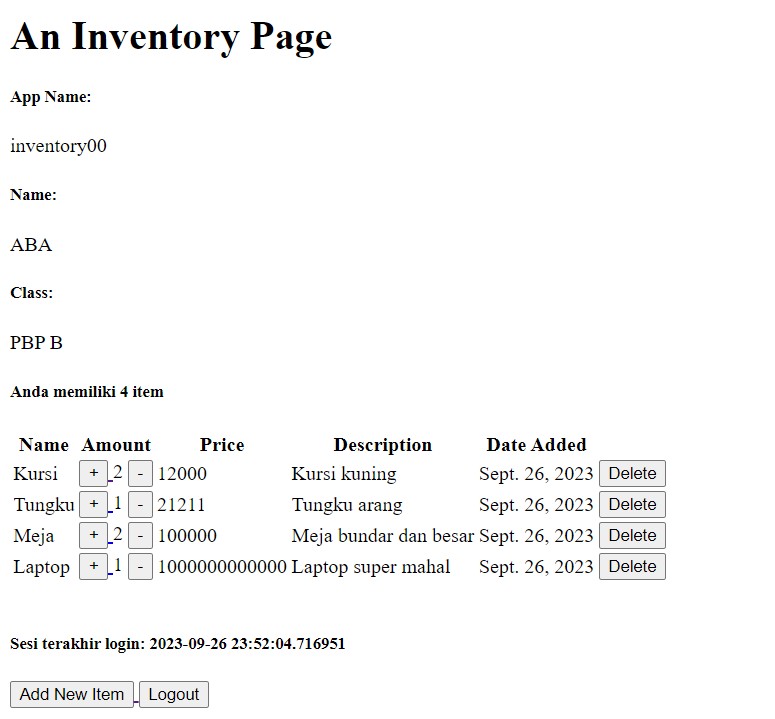 An Inventory Page
App Name:
inventory00
Name:
ABA
Class:
PBP B
Anda memiliki 4 item
Name Amount Price Description Date Added
Kursi + 2 - 12000 Kursi kuning Sept. 26, 2023 Delete
Tungku + 1 - 21211 Tungku arang Sept. 26, 2023 Delete
Meja + 2 - 100000 Meja bundar dan besar Sept. 26, 2023 Delete
Laptop + 1 - 1000000000000 Laptop super mahal Sept. 26, 2023 Delete
Sesi terakhir login: 2023-09-26 23:52:04.716951
Add New Item Logout